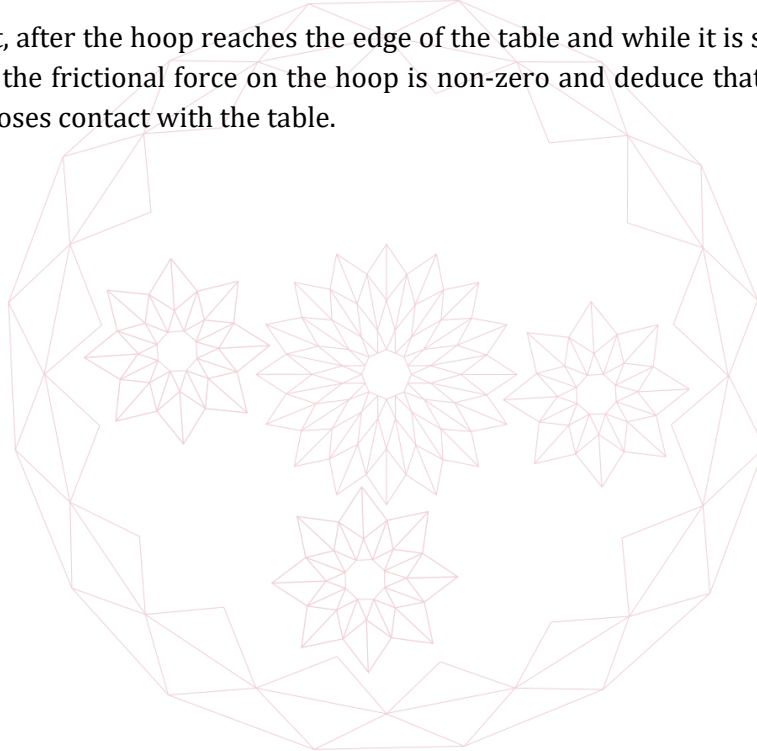 t, after the hoop reaches the edge of the table and while it is s
the frictional force on the hoop is non-zero and deduce that
oses contact with the table.